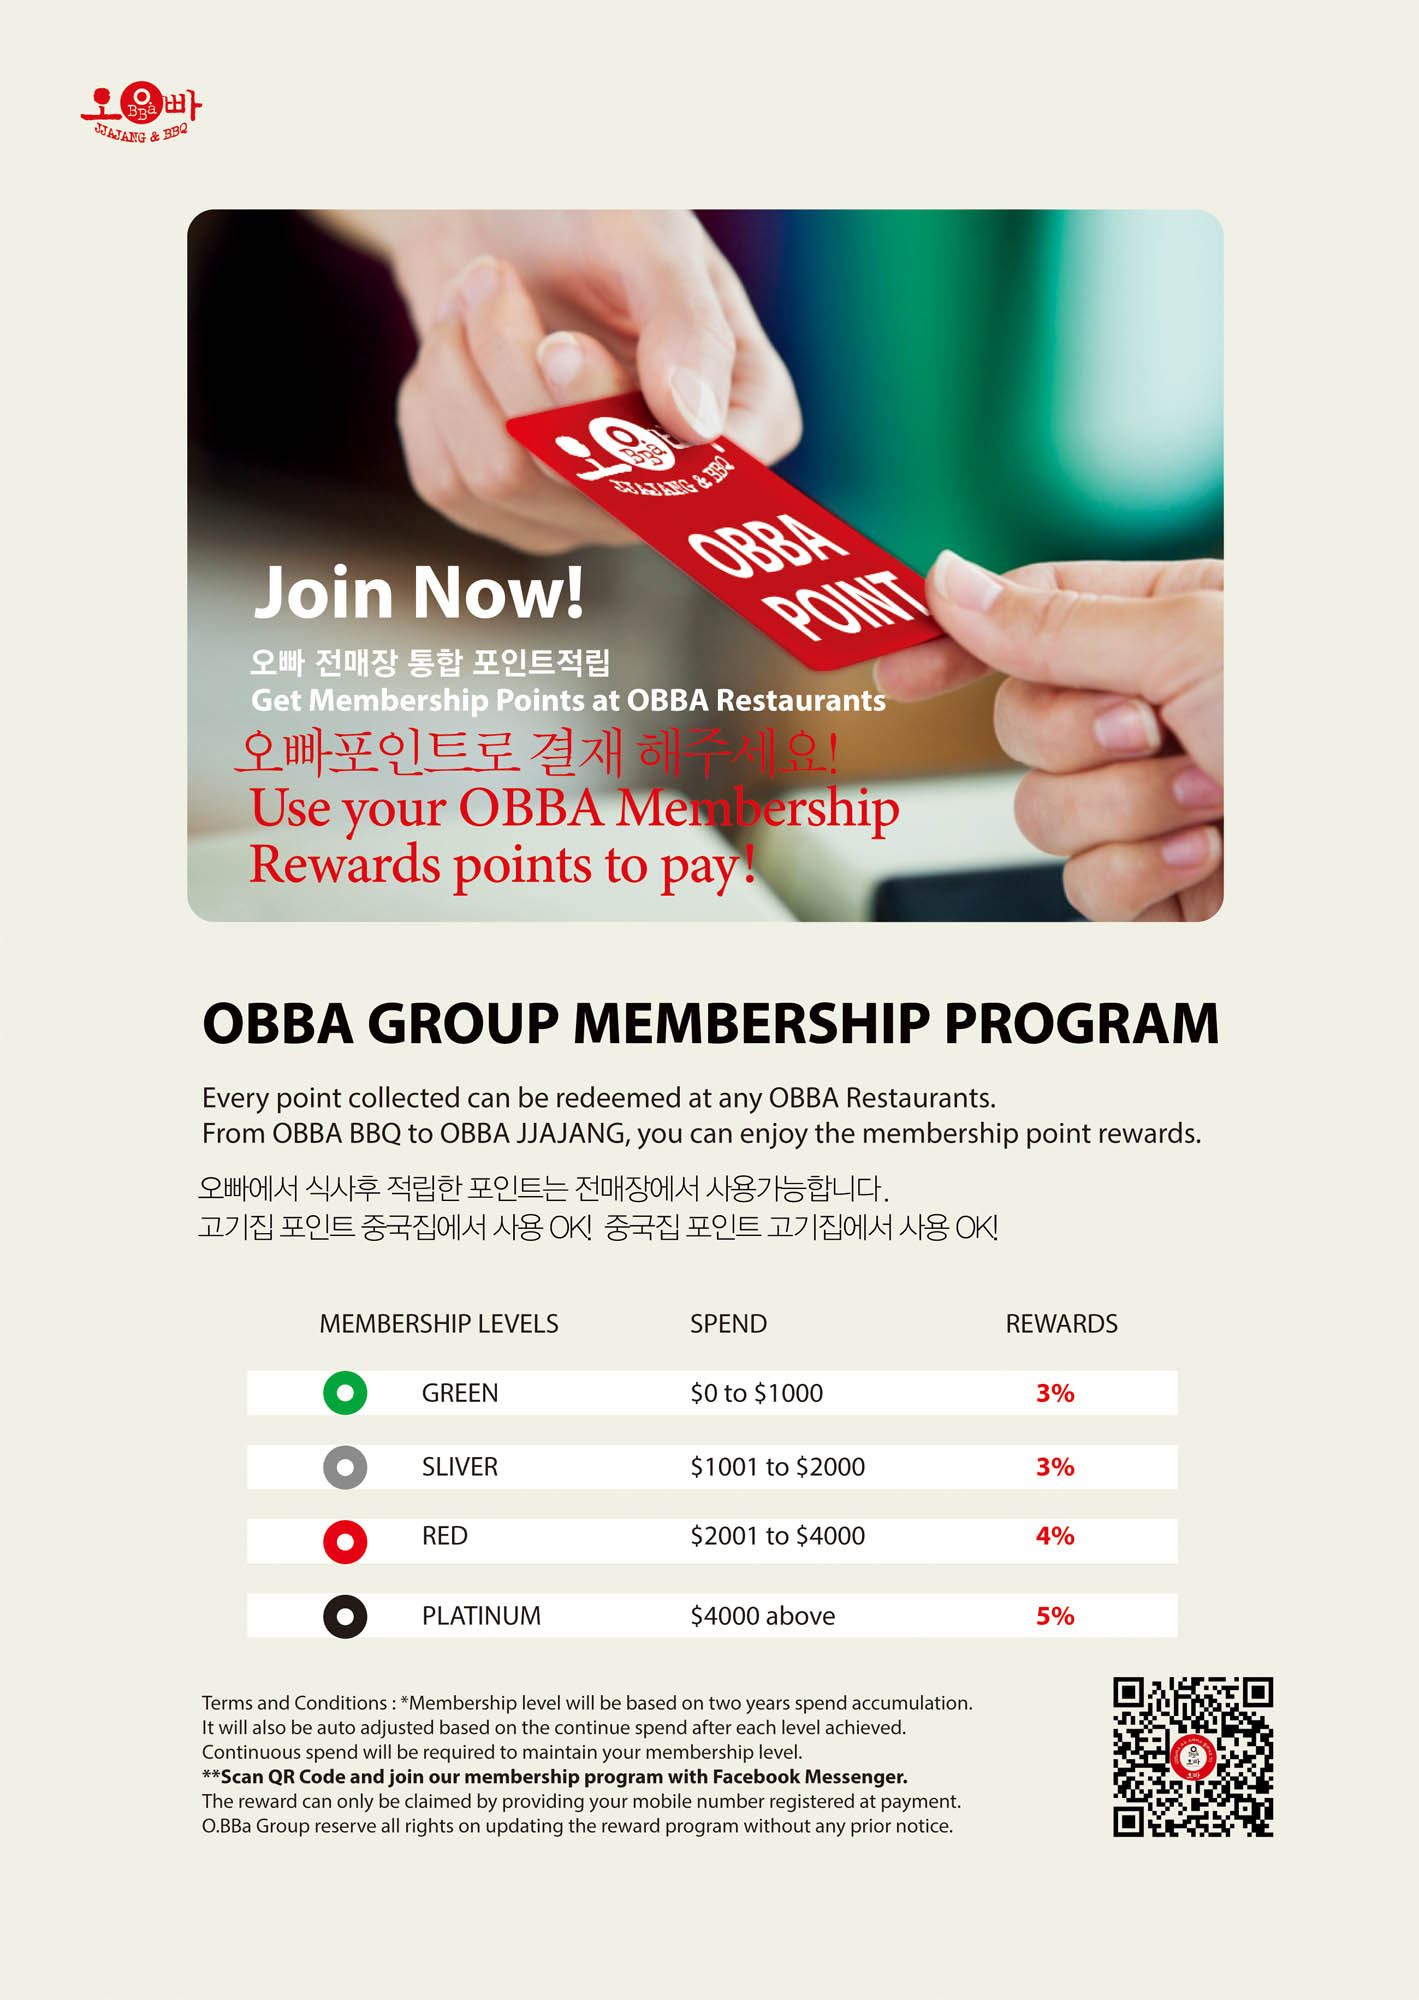 오빠
BBa
JJAJANG & BBQ
BBa
JJAJANG & BBQ
OBBA
POINT
Join Now!
오빠 전매장 통합 포인트적립
Get Membership Points at OBBA Restaurants
오빠포인트로 결재 해주세요!
Use your OBBA Membership
Rewards points to pay!
OBBA GROUP MEMBERSHIP PROGRAM
Every point collected can be redeemed at any OBBA Restaurants.
From OBBA BBQ to OBBA JJAJANG, you can enjoy the membership point rewards.
오빠에서 식사후 적립한 포인트는 전매장에서 사용가능합니다.
고기집 포인트 중국집에서 사용 OK! 중국집 포인트 고기집에서 사용 OK!
MEMBERSHIP LEVELS SPEND REWARDS
GREEN $0 to $1000 3%
SLIVER $1001 to $2000 3%
RED $2001 to $4000 4%
PLATINUM $4000 above 5%
Terms and Conditions : *Membership level will be based on two years spend accumulation.
It will also be auto adjusted based on the continue spend after each level achieved.
Continuous spend will be required to maintain your membership level.
**Scan QR Code and join our membership program with Facebook Messenger.
The reward can only be claimed by providing your mobile number registered at payment.
O.BBa Group reserve all rights on updating the reward program without any prior notice.
오빠